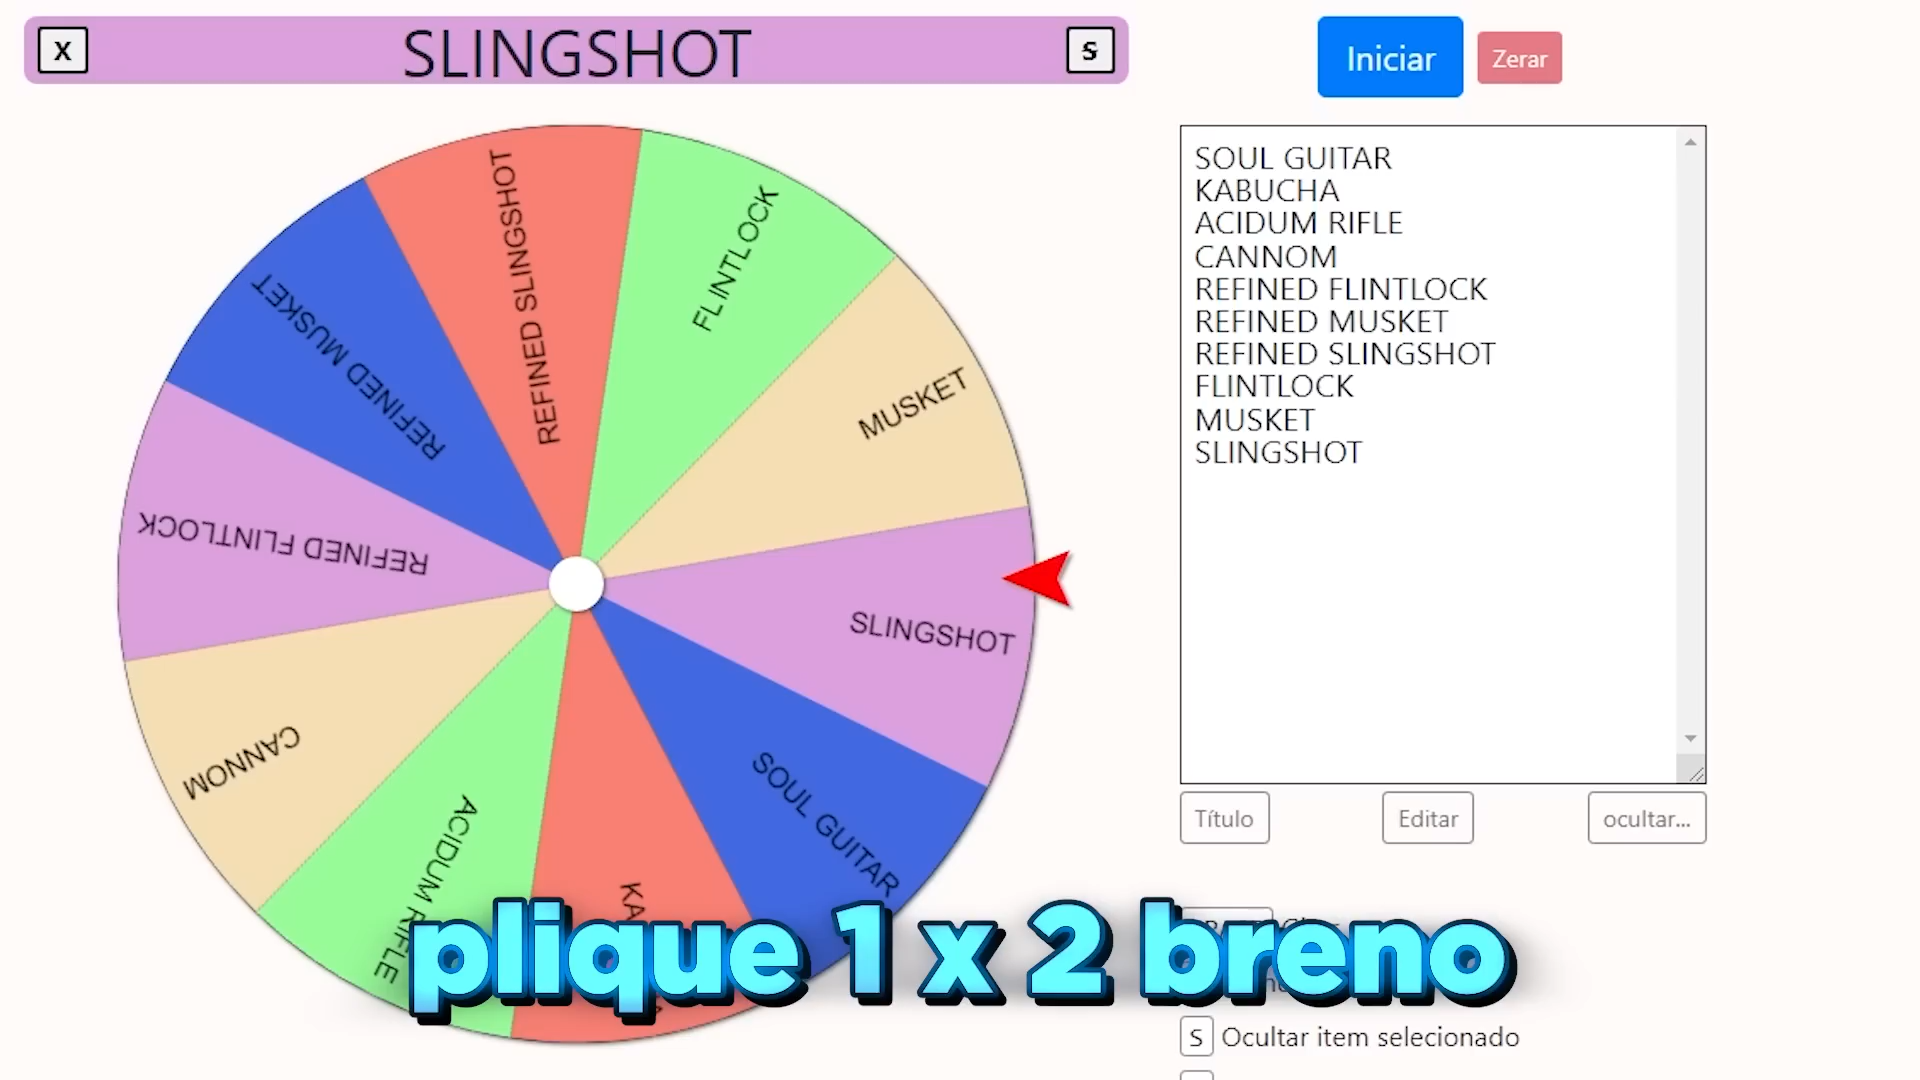 X SLINGSHOT S
Iniciar Zerar
SOUL GUITAR
KABUCHA
ACIDUM RIFLE
CANNOM
REFINED FLINTLOCK
REFINED MUSKET
REFINED SLINGSHOT
FLINTLOCK
MUSKET
SLINGSHOT
REFINED SLINGSHOT
FLINTLOCK
MUSKET
SLINGSHOT
SOUL GUITAR
ACIDUM RIFLE
CANNOM
REFINED FLINTLOCK
REFINED MUSKET
Título Editar ocultar...
plique 1 x 2 breno
S Ocultar item selecionado